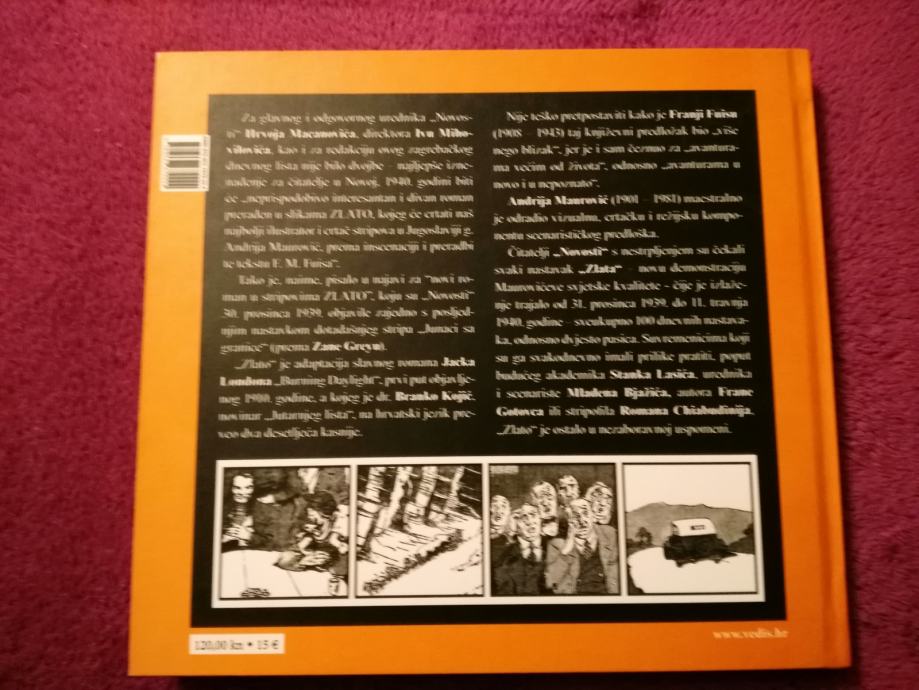 Za glavnog i odgovornog urednika „Novos-
ti“ Hrvoja Macanovića, direktora Ivu Miho-
vilovića, kao i za redakciju ovog zagrebačkog
dnevnog lista nije bilo dvojbe – najljepše izne-
nađenje za čitatelje u Novoj, 1940. godini biti
će „neprispodobivo interesantan i divan roman
prerađen u slikama ZLATO, kojeg će crtati naš
najbolji ilustrator i crtač stripova u Jugoslaviji g.
Andrija Maurović, prema inscenaciji i preradbi
te tekstu F. M. Fuisa“.
Tako je, naime, pisalo u najavi za “novi ro-
man u stripovima ZLATO”, koju su „Novosti“
30. prosinca 1939. objavile zajedno s posljed-
njim nastavkom dotadašnjeg stripa „Junaci sa
granice“ (prema Zane Greyu).
„Zlato“ je adaptacija slavnog romana Jacka
Londona „Burning Daylight“, prvi put objavlje-
nog 1910. godine, a kojeg je dr. Branko Kojić,
novinar „Jutarnjeg lista“, na hrvatski jezik pre-
veo dva desetljeća kasnije.
Nije teško pretpostaviti kako je Franji Fuisu
(1908 – 1943) taj književni predložak bio „više
nego blizak“, jer je i sam čeznuo za „avantura-
ma većim od života“, odnosno „avanturama u
novo i u nepoznato“.
Andrija Maurović (1901 – 1981) maestralno
je odradio vizualnu, crtačku i režijsku kompo-
nentu scenarističkog predloška.
Čitatelji „Novosti“ s nestrpljenjem su čekali
svaki nastavak „Zlata“ – novu demonstraciju
Maurovićeve svjetske kvalitete – čije je izlaže-
nje trajalo od 31. prosinca 1939. do 11. travnja
1940. godine – sveukupno 100 dnevnih nastava-
ka, odnosno dvjesto pasica. Suvremenicima koji
su ga svakodnevno imali prilike pratiti, poput
budućeg akademika Stanka Lasića, urednika
i scenariste Mladena Bjažića, autora Frane
Gotovca ili stripofila Romana Chiabudinija,
„Zlato“ je ostalo u nezaboravnoj uspomeni.
120,00 kn • 15 €
www.vedis.hr